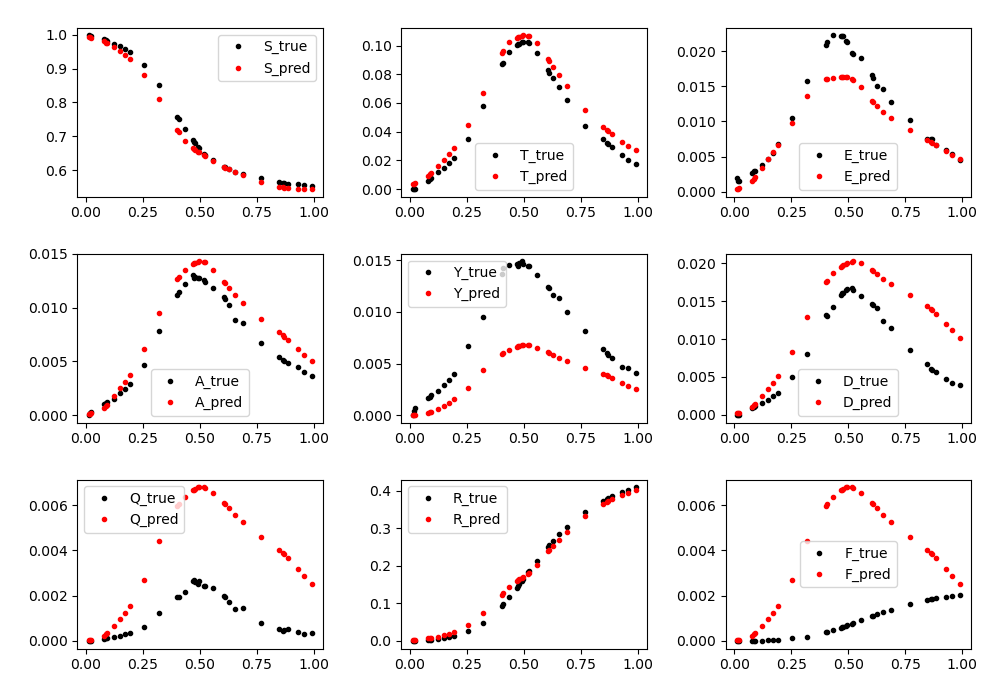 1.0
0.9
0.8
0.7
0.6
S_true
S_pred
0.00 0.25 0.50 0.75 1.00
0.10
0.08
0.06
0.04
0.02
0.00
T_true
T_pred
0.00 0.25 0.50 0.75 1.00
0.020
0.015
0.010
0.005
0.000
E_true
E_pred
0.00 0.25 0.50 0.75 1.00
0.015
0.010
0.005
0.000
A_true
A_pred
0.00 0.25 0.50 0.75 1.00
0.015
0.010
0.005
0.000
Y_true
Y_pred
0.00 0.25 0.50 0.75 1.00
0.020
0.015
0.010
0.005
0.000
D_true
D_pred
0.00 0.25 0.50 0.75 1.00
0.006
0.004
0.002
0.000
Q_true
Q_pred
0.00 0.25 0.50 0.75 1.00
0.4
0.3
0.2
0.1
0.0
R_true
R_pred
0.00 0.25 0.50 0.75 1.00
0.006
0.004
0.002
0.000
F_true
F_pred
0.00 0.25 0.50 0.75 1.00